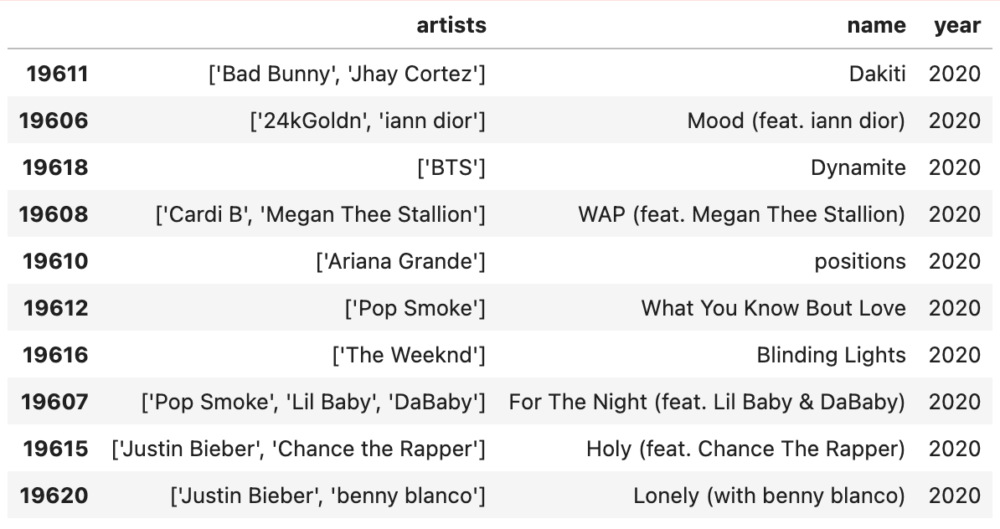 artists name year
19611 ['Bad Bunny', 'Jhay Cortez'] Dakiti 2020
19606 ['24kGoldn', 'iann dior'] Mood (feat. iann dior) 2020
19618 ['BTS'] Dynamite 2020
19608 ['Cardi B', 'Megan Thee Stallion'] WAP (feat. Megan Thee Stallion) 2020
19610 ['Ariana Grande'] positions 2020
19612 ['Pop Smoke'] What You Know Bout Love 2020
19616 ['The Weeknd'] Blinding Lights 2020
19607 ['Pop Smoke', 'Lil Baby', 'DaBaby'] For The Night (feat. Lil Baby & DaBaby) 2020
19615 ['Justin Bieber', 'Chance the Rapper'] Holy (feat. Chance The Rapper) 2020
19620 ['Justin Bieber', 'benny blanco'] Lonely (with benny blanco) 2020